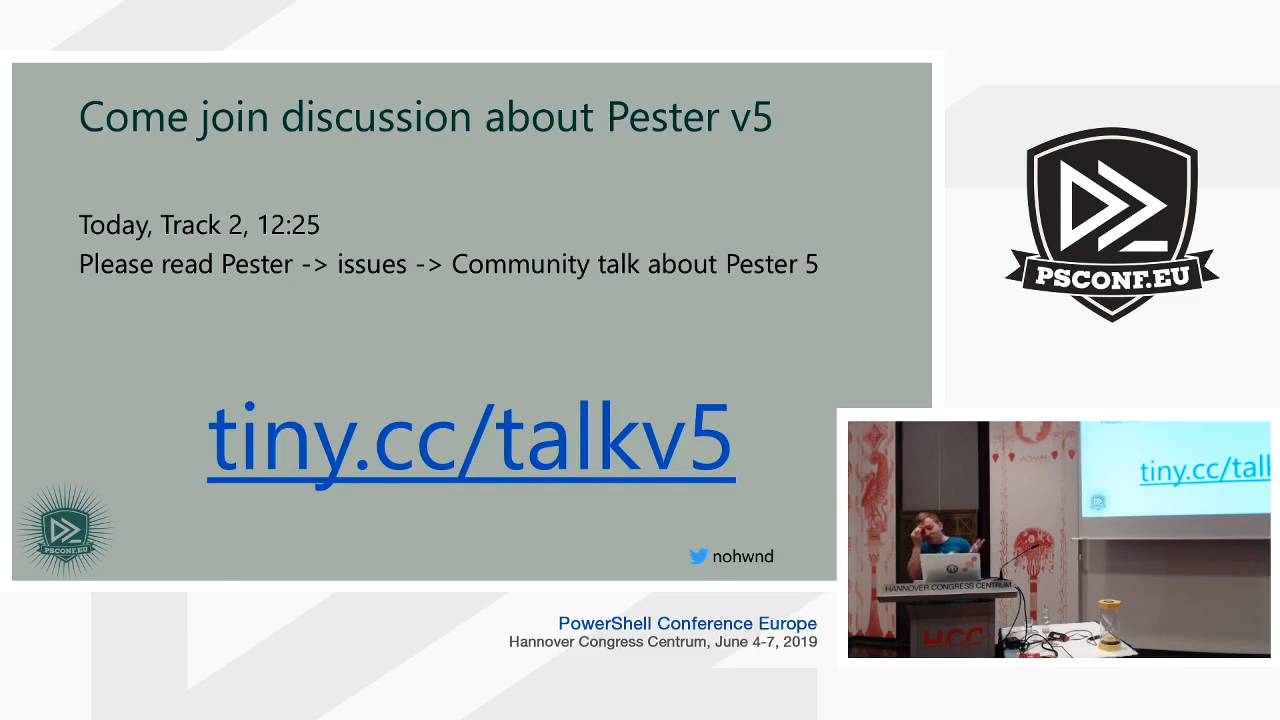 Come join discussion about Pester v5
Today, Track 2, 12:25
Please read Pester -> issues -> Community talk about Pester 5
tiny.cc/talkv5
PSCONF.EU
nohwnd
PSCONF.EU
PowerShell Conference Europe
Hannover Congress Centrum, June 4-7, 2019
tiny.cc/talk
HANNOVER CONGRESS CENTRUM
HCC